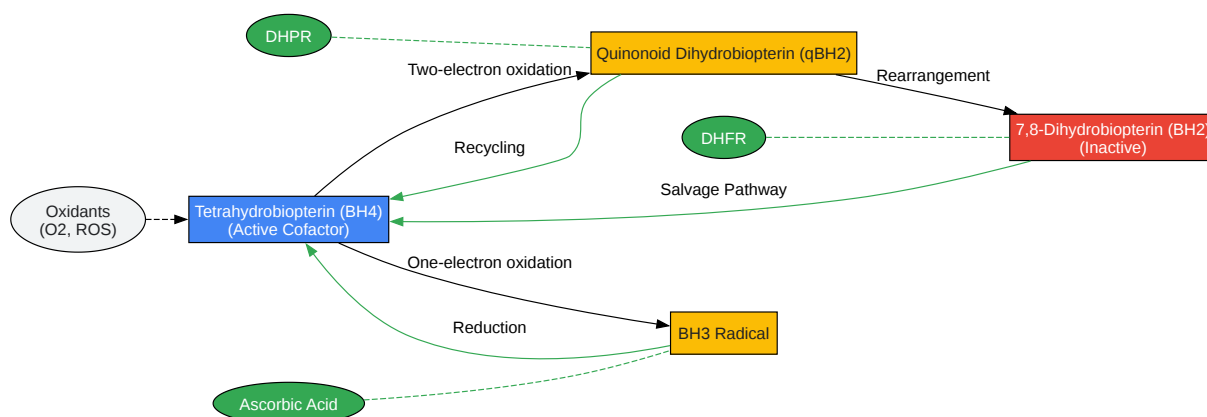 DHPR
Quinonoid Dihydrobiopterin (qBH2)
Two-electron oxidation
Rearrangement
7,8-Dihydrobiopterin (BH2)
(Inactive)
DHFR
Recycling
Salvage Pathway
Oxidants
(O2, ROS)
Tetrahydrobiopterin (BH4)
(Active Cofactor)
One-electron oxidation
Reduction
BH3 Radical
Ascorbic Acid